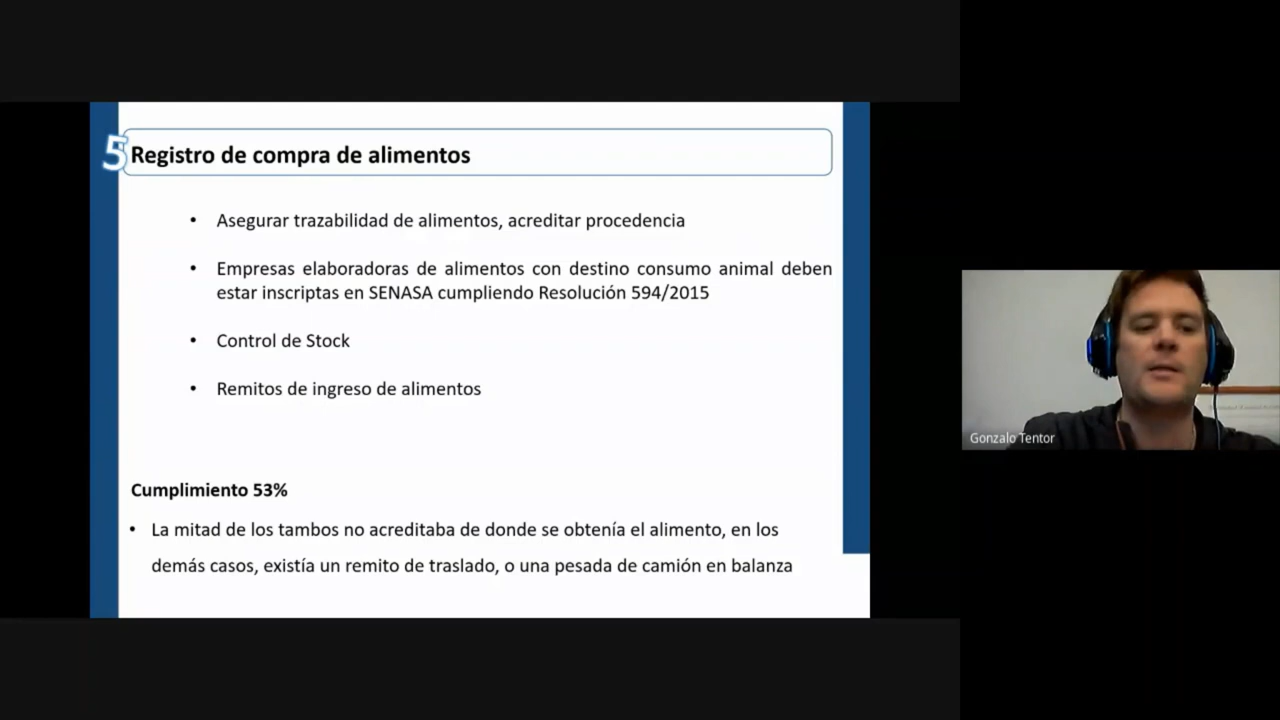 5
Registro de compra de alimentos
• Asegurar trazabilidad de alimentos, acreditar procedencia
• Empresas elaboradoras de alimentos con destino consumo animal deben
estar inscriptas en SENASA cumpliendo Resolución 594/2015
• Control de Stock
• Remitos de ingreso de alimentos
Cumplimiento 53%
• La mitad de los tambos no acreditaba de donde se obtenía el alimento, en los
demás casos, existía un remito de traslado, o una pesada de camión en balanza
Gonzalo Tentor